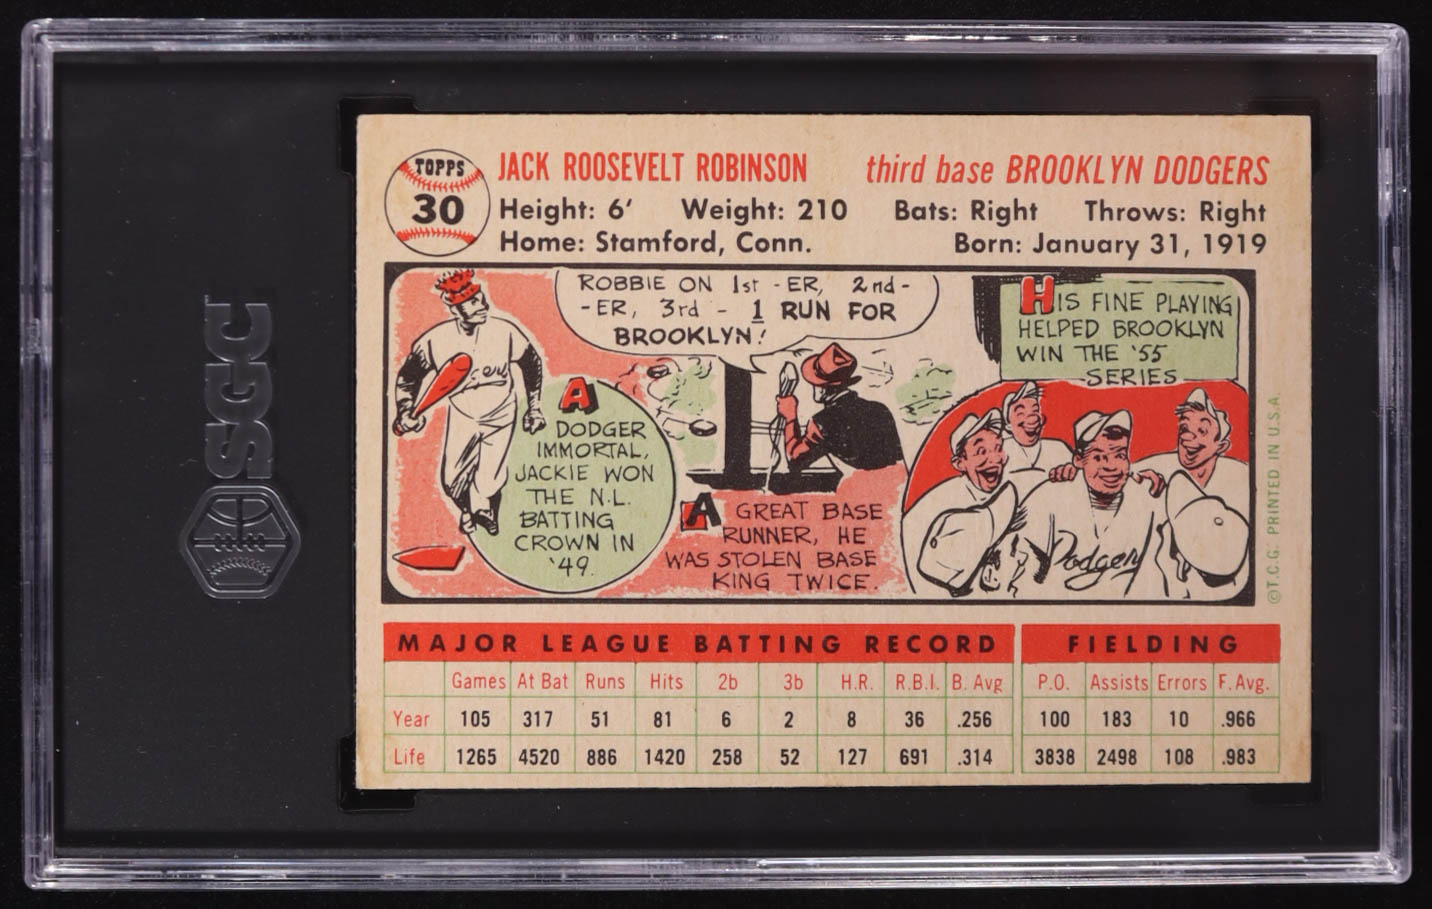 TOPPS
30
JACK ROOSEVELT ROBINSON third base BROOKLYN DODGERS
Height: 6' Weight: 210 Bats: Right Throws: Right
Home: Stamford, Conn. Born: January 31, 1919
ROBBIE ON 1st - ER, 2nd -
- ER, 3rd - 1 RUN FOR
BROOKLYN!
A
DODGER
IMMORTAL,
JACKIE WON
THE N.L.
BATTING
CROWN IN
'49.
A GREAT BASE
RUNNER, HE
WAS STOLEN BASE
KING TWICE.
HIS FINE PLAYING
HELPED BROOKLYN
WIN THE '55
SERIES
Dodgers
©T.C.G. PRINTED IN U.S.A.
SGC
MAJOR LEAGUE BATTING RECORD FIELDING
Games At Bat Runs Hits 2b 3b H.R. R.B.I. B. Avg P.O. Assists Errors F. Avg.
Year 105 317 51 81 6 2 8 36 .256 100 183 10 .966
Life 1265 4520 886 1420 258 52 127 691 .314 3838 2498 108 .983